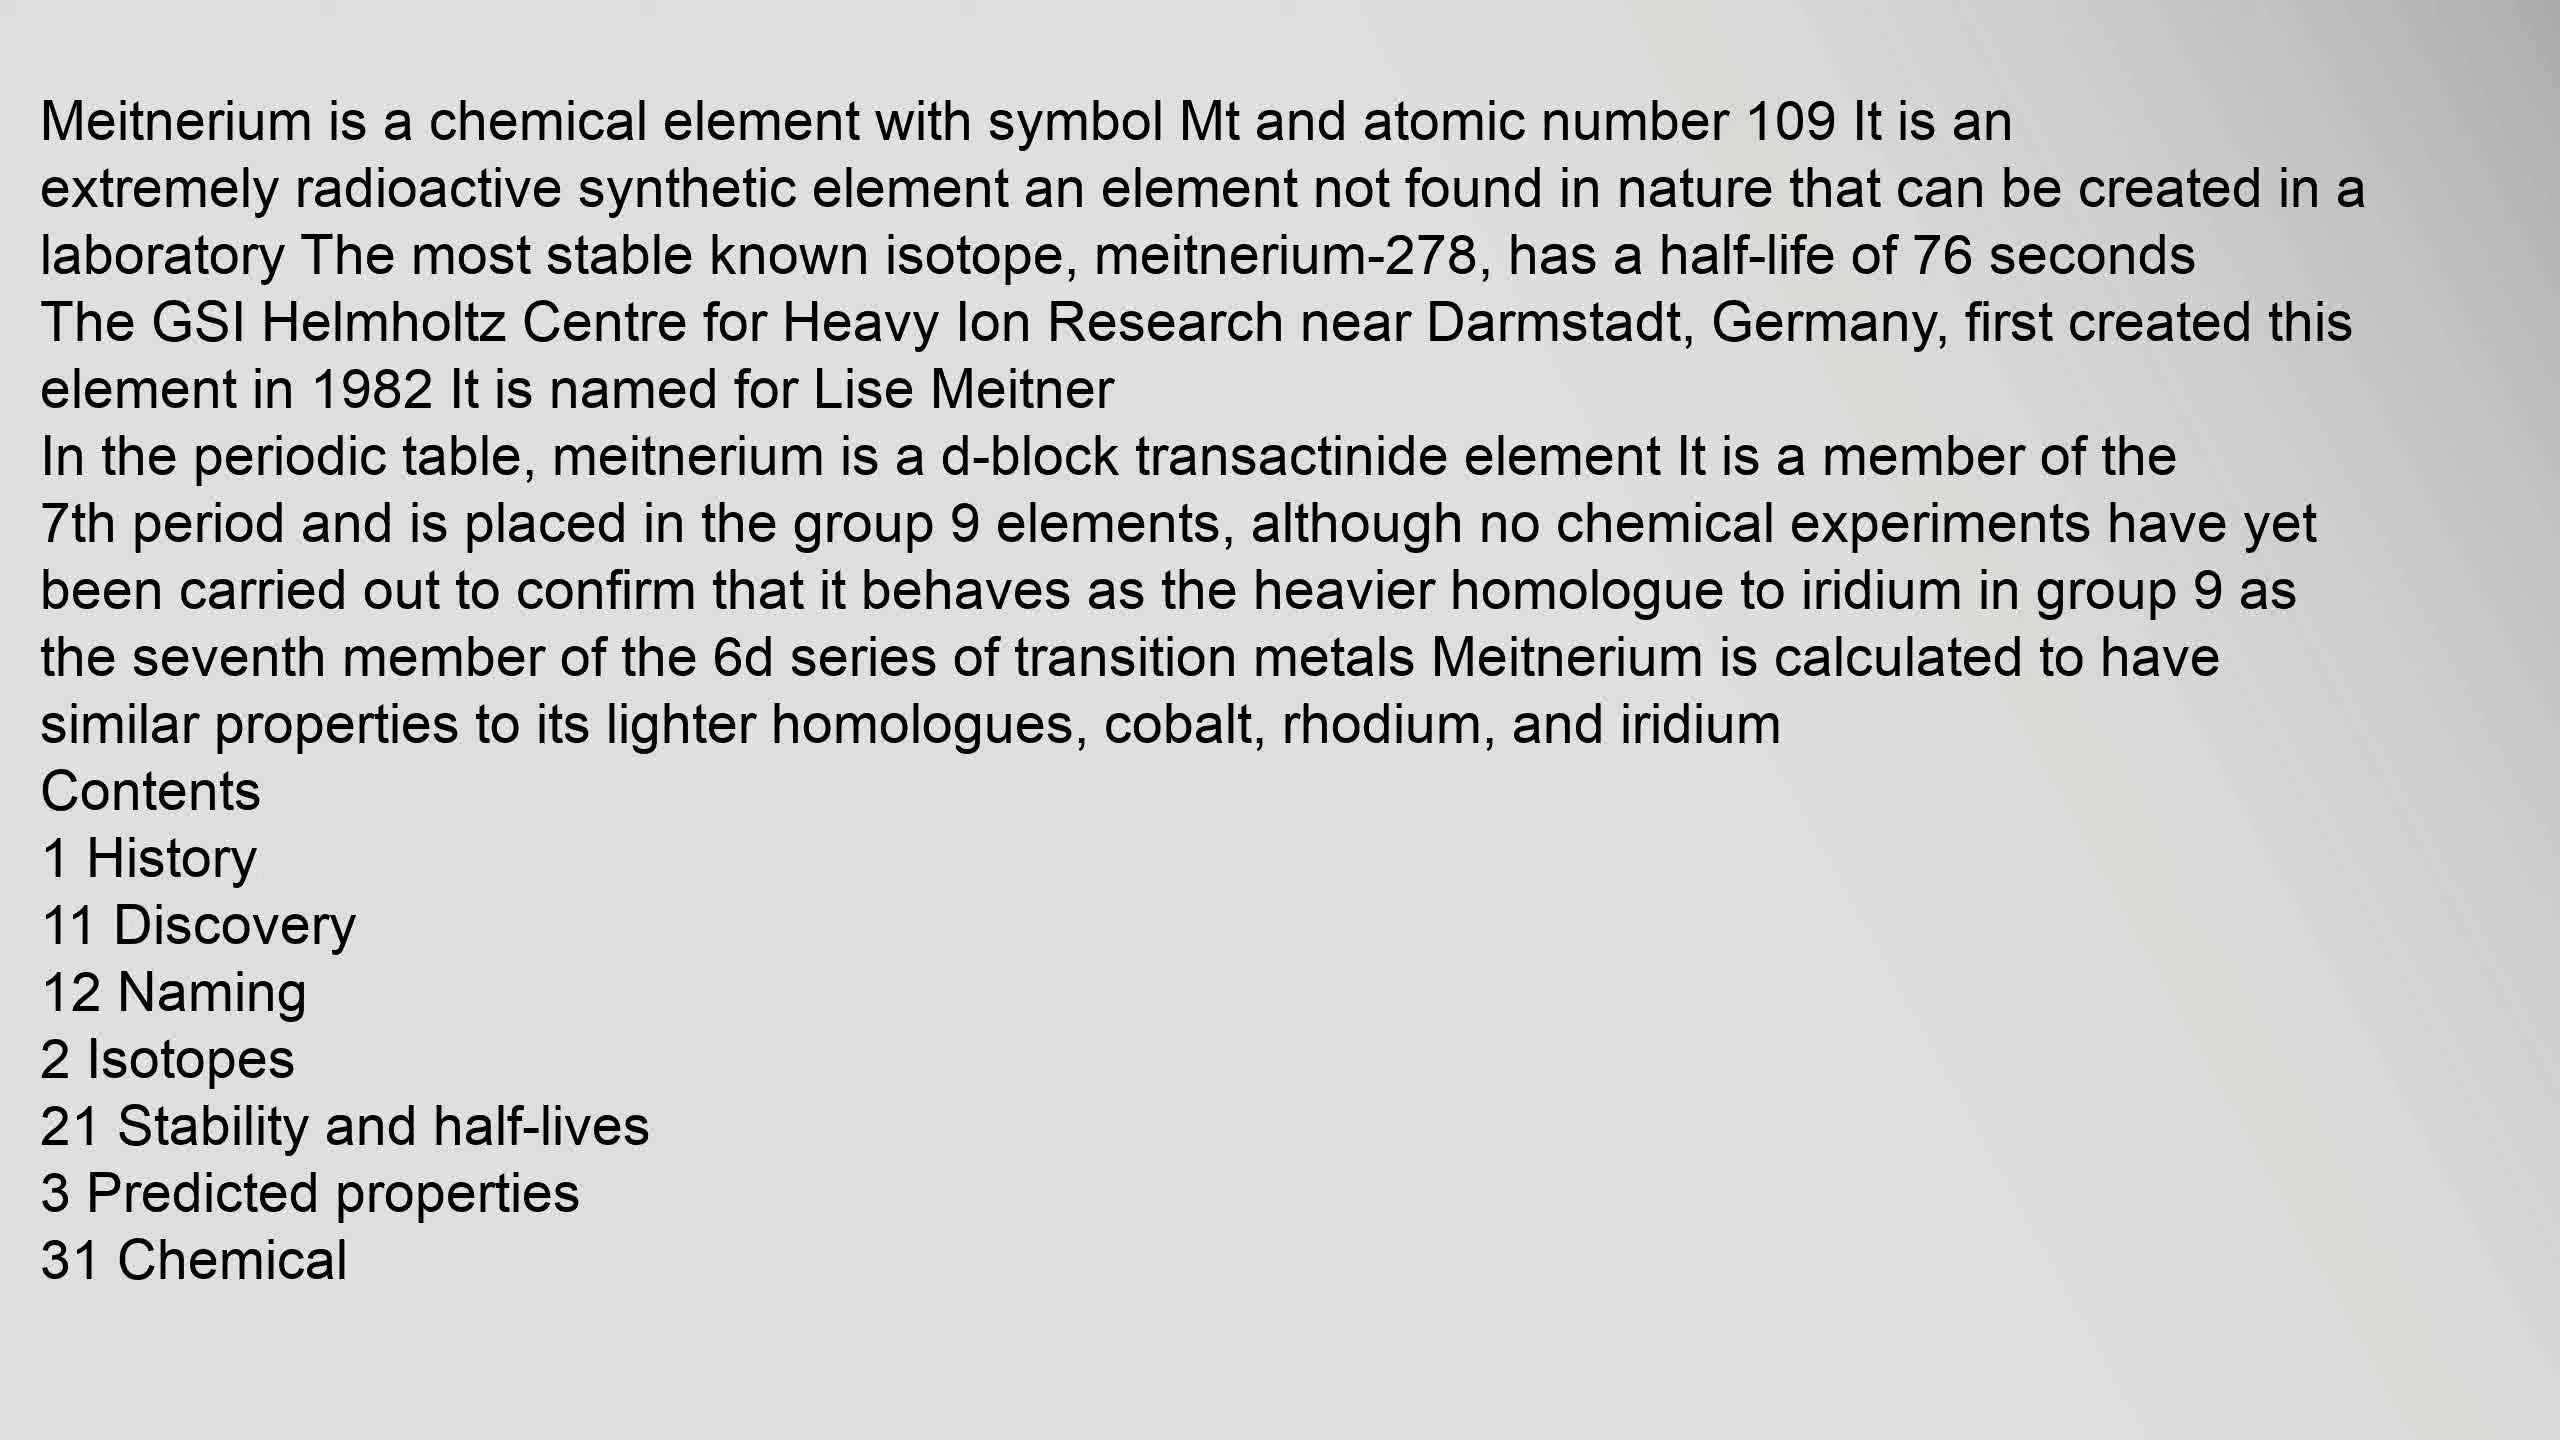 Meitnerium is a chemical element with symbol Mt and atomic number 109 It is an
extremely radioactive synthetic element an element not found in nature that can be created in a
laboratory The most stable known isotope, meitnerium-278, has a half-life of 76 seconds
The GSI Helmholtz Centre for Heavy Ion Research near Darmstadt, Germany, first created this
element in 1982 It is named for Lise Meitner
In the periodic table, meitnerium is a d-block transactinide element It is a member of the
7th period and is placed in the group 9 elements, although no chemical experiments have yet
been carried out to confirm that it behaves as the heavier homologue to iridium in group 9 as
the seventh member of the 6d series of transition metals Meitnerium is calculated to have
similar properties to its lighter homologues, cobalt, rhodium, and iridium
Contents
1 History
11 Discovery
12 Naming
2 Isotopes
21 Stability and half-lives
3 Predicted properties
31 Chemical